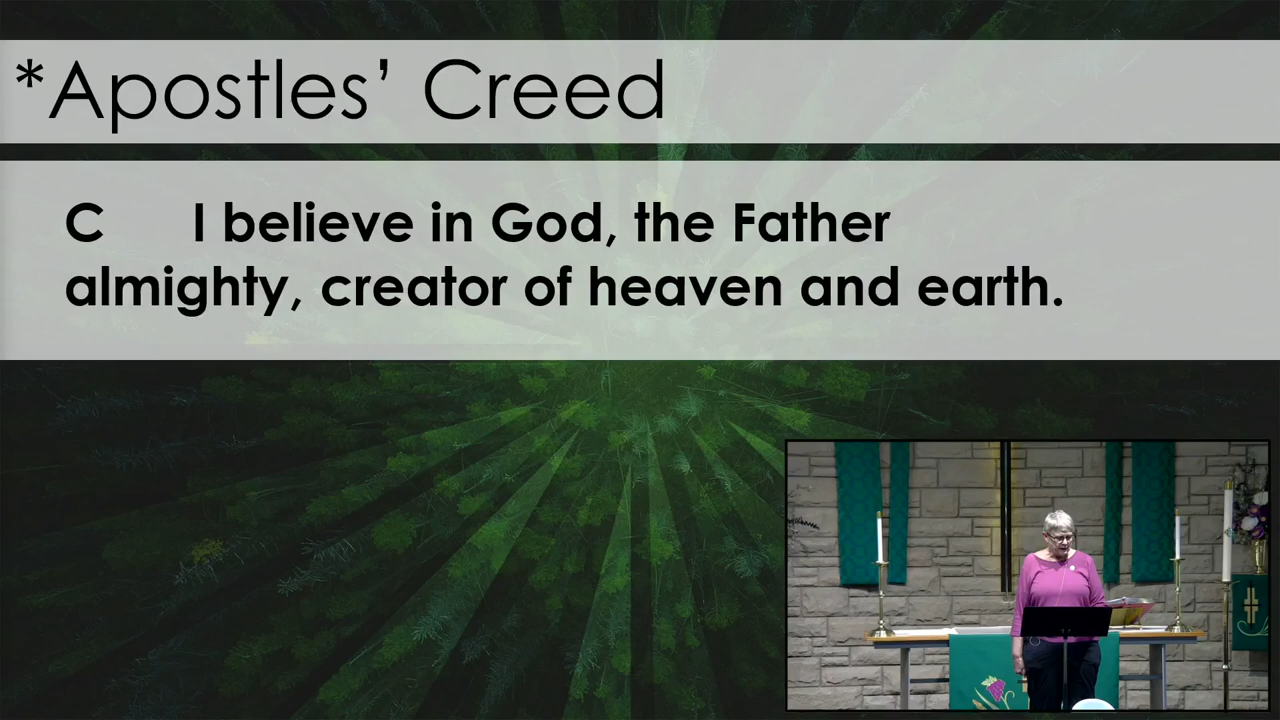 *Apostles’ Creed
C I believe in God, the Father
almighty, creator of heaven and earth.